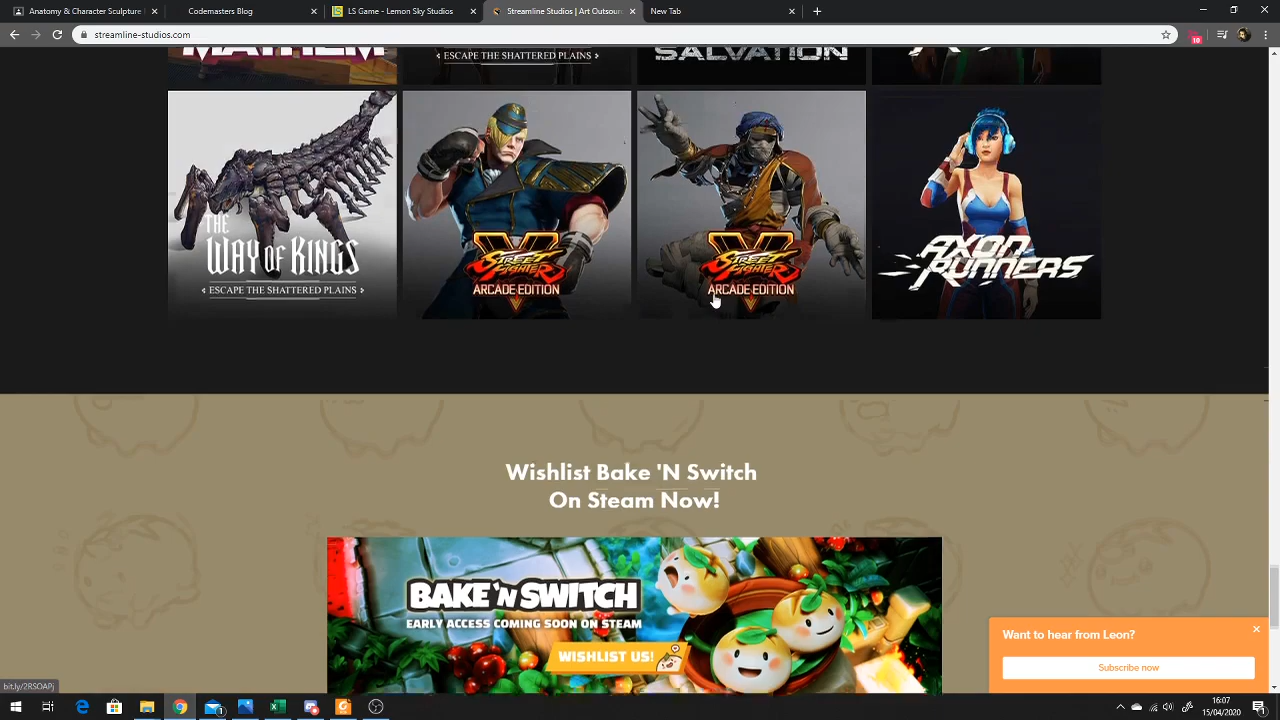 Anatomy & Character Sculpture
Codemasters Blog
LS Game - Lemon Sky Studios
Streamline Studios | Art Outsour
New Tab
streamline-studios.com
10
MAYHEM
ESCAPE THE SHATTERED PLAINS
SALVATION
THE
WAY OF KINGS
ESCAPE THE SHATTERED PLAINS
V
STREET
FIGHTER
ARCADE EDITION
V
STREET
FIGHTER
ARCADE EDITION
AXON
RUNNERS
Wishlist Bake 'N Switch
On Steam Now!
BAKE 'N SWITCH
EARLY ACCESS COMING SOON ON STEAM
WISHLIST US!
Want to hear from Leon?
Subscribe now
bit.ly/2RSOAPj
16:07
15/04/2020